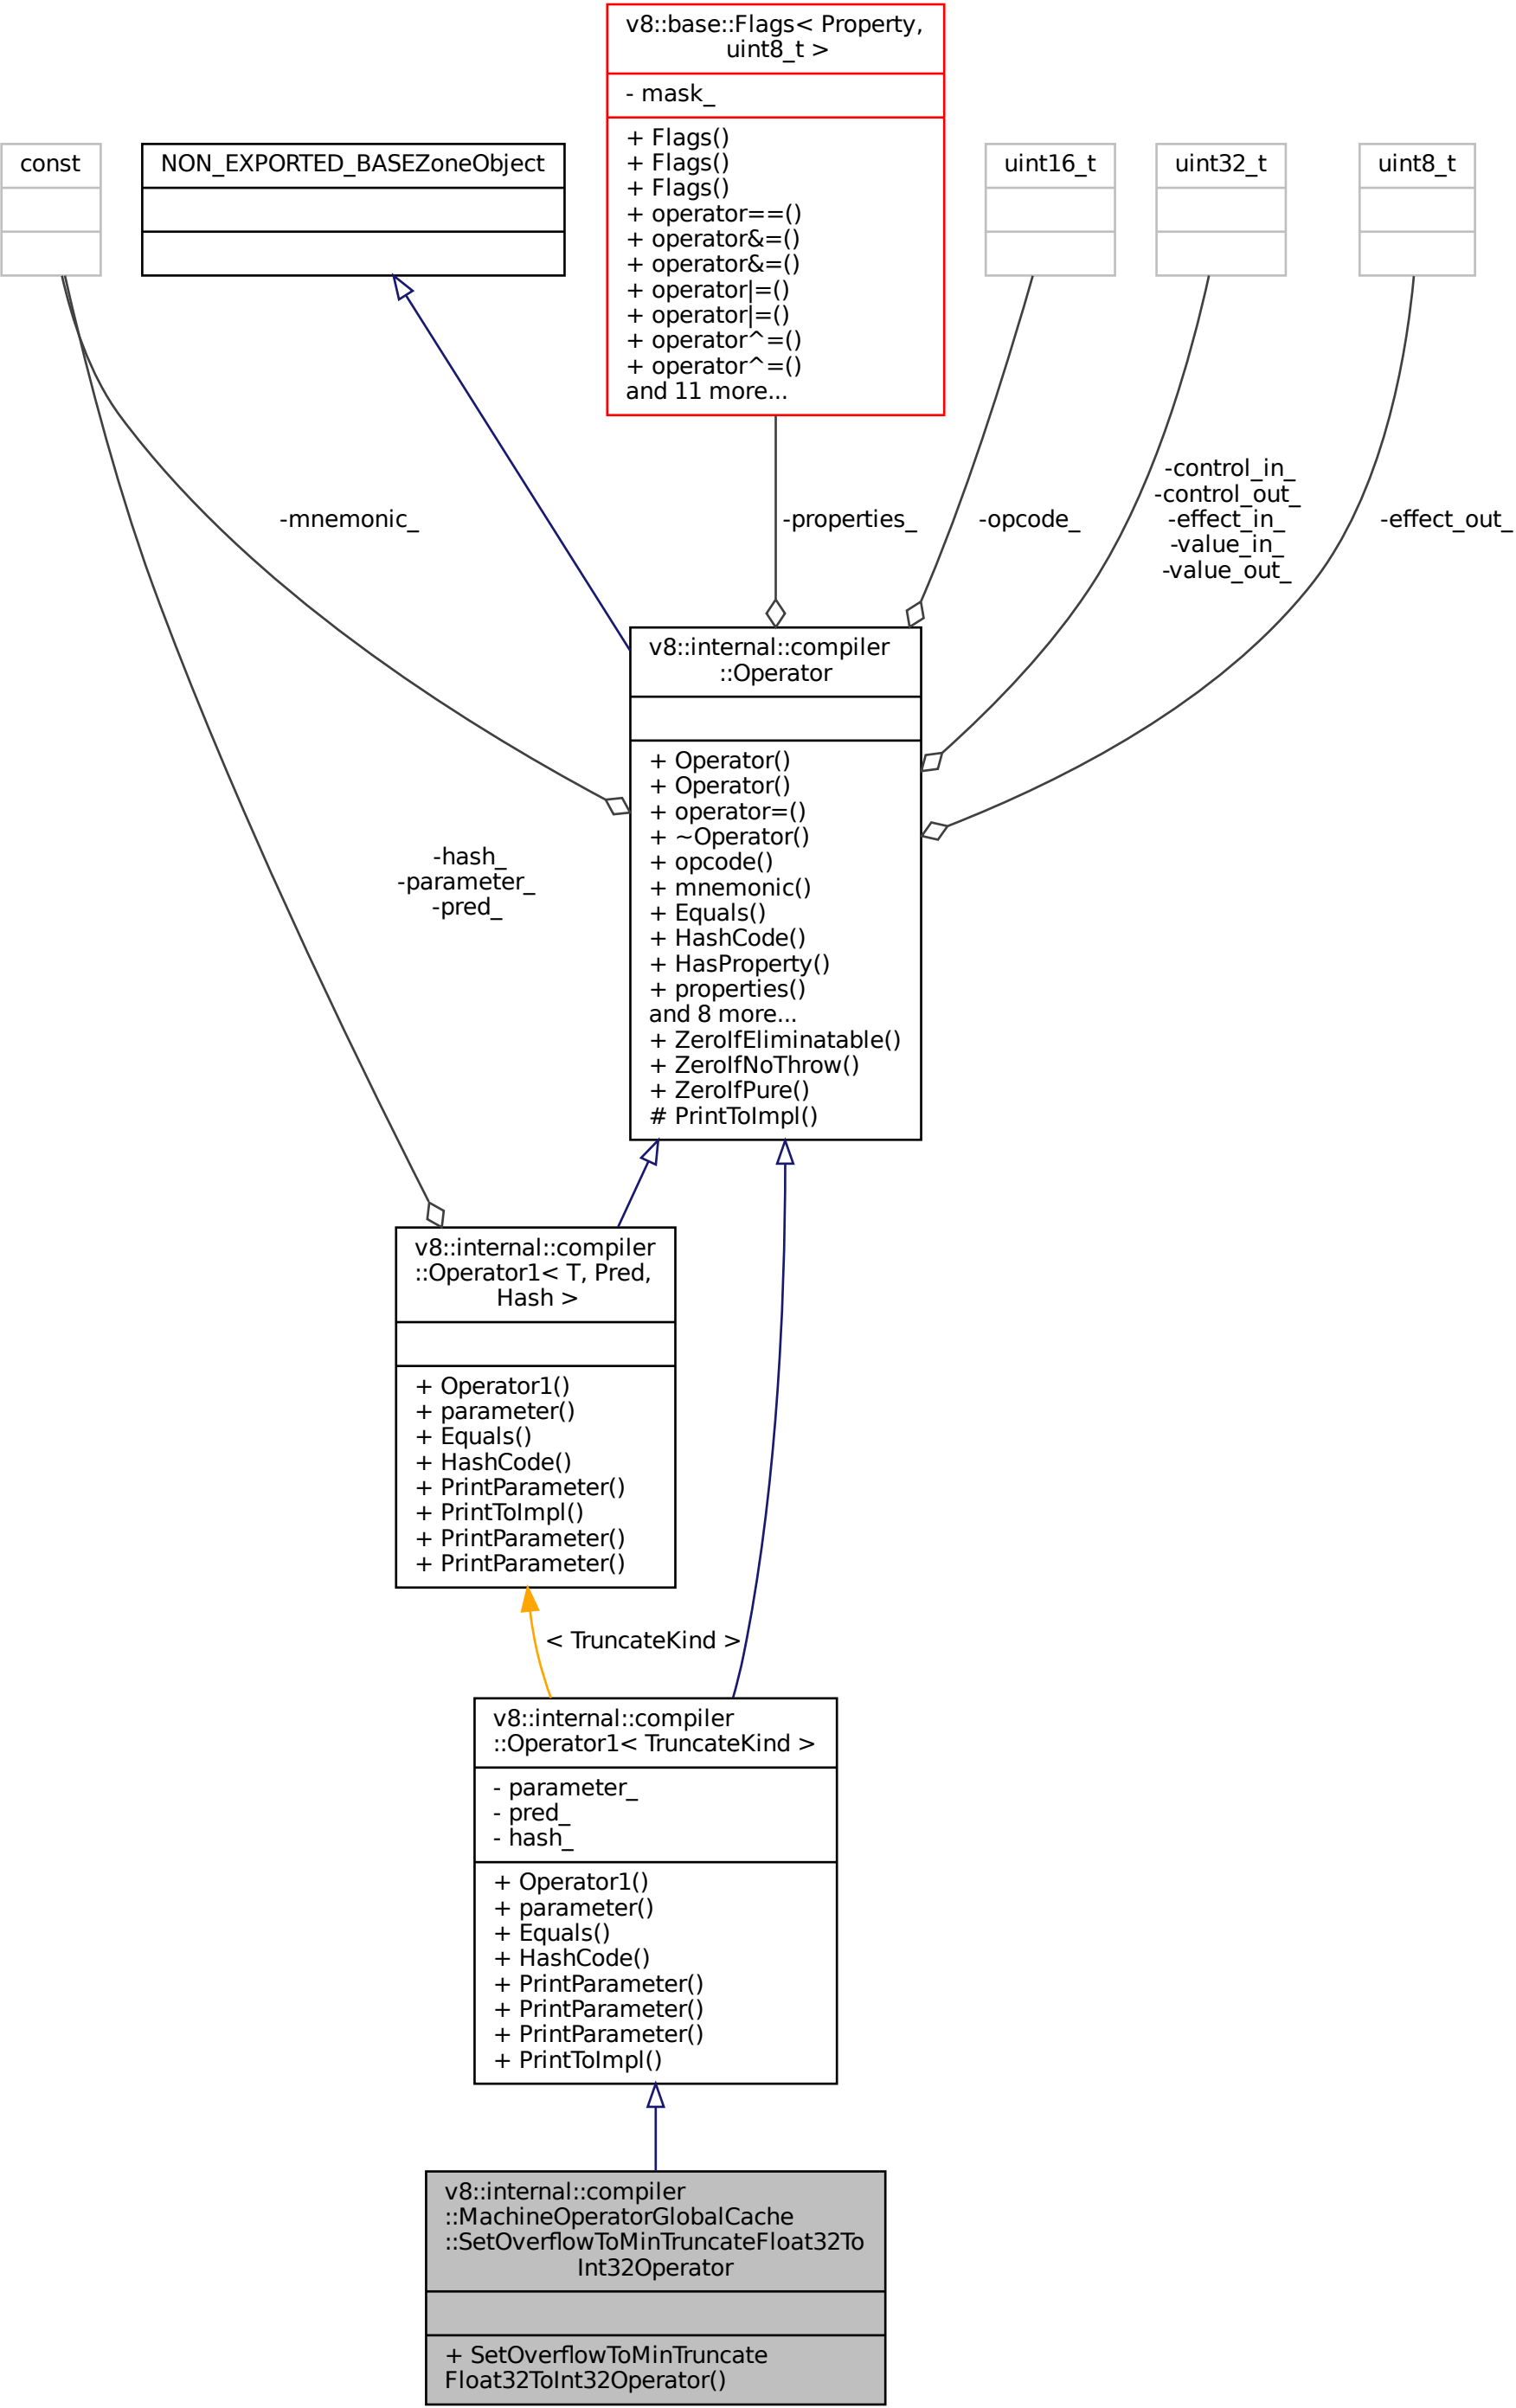 v8::base::Flags< Property,
uint8_t >
- mask_
+ Flags()
+ Flags()
+ Flags()
+ operator==()
+ operator&=()
+ operator&=()
+ operator|=()
+ operator|=()
+ operator^=()
+ operator^=()
and 11 more...
const
NON_EXPORTED_BASEZoneObject
uint16_t
uint32_t
uint8_t
-mnemonic_
-properties_
-opcode_
-control_in_
-control_out_
-effect_in_
-value_in_
-value_out_
-effect_out_
v8::internal::compiler
::Operator
+ Operator()
+ Operator()
+ operator=()
+ ~Operator()
+ opcode()
+ mnemonic()
+ Equals()
+ HashCode()
+ HasProperty()
+ properties()
and 8 more...
+ ZeroIfEliminatable()
+ ZeroIfNoThrow()
+ ZeroIfPure()
# PrintToImpl()
-hash_
-parameter_
-pred_
v8::internal::compiler
::Operator1< T, Pred,
Hash >
+ Operator1()
+ parameter()
+ Equals()
+ HashCode()
+ PrintParameter()
+ PrintToImpl()
+ PrintParameter()
+ PrintParameter()
< TruncateKind >
v8::internal::compiler
::Operator1< TruncateKind >
- parameter_
- pred_
- hash_
+ Operator1()
+ parameter()
+ Equals()
+ HashCode()
+ PrintParameter()
+ PrintParameter()
+ PrintParameter()
+ PrintToImpl()
v8::internal::compiler
::MachineOperatorGlobalCache
::SetOverflowToMinTruncateFloat32To
Int32Operator
+ SetOverflowToMinTruncate
Float32ToInt32Operator()